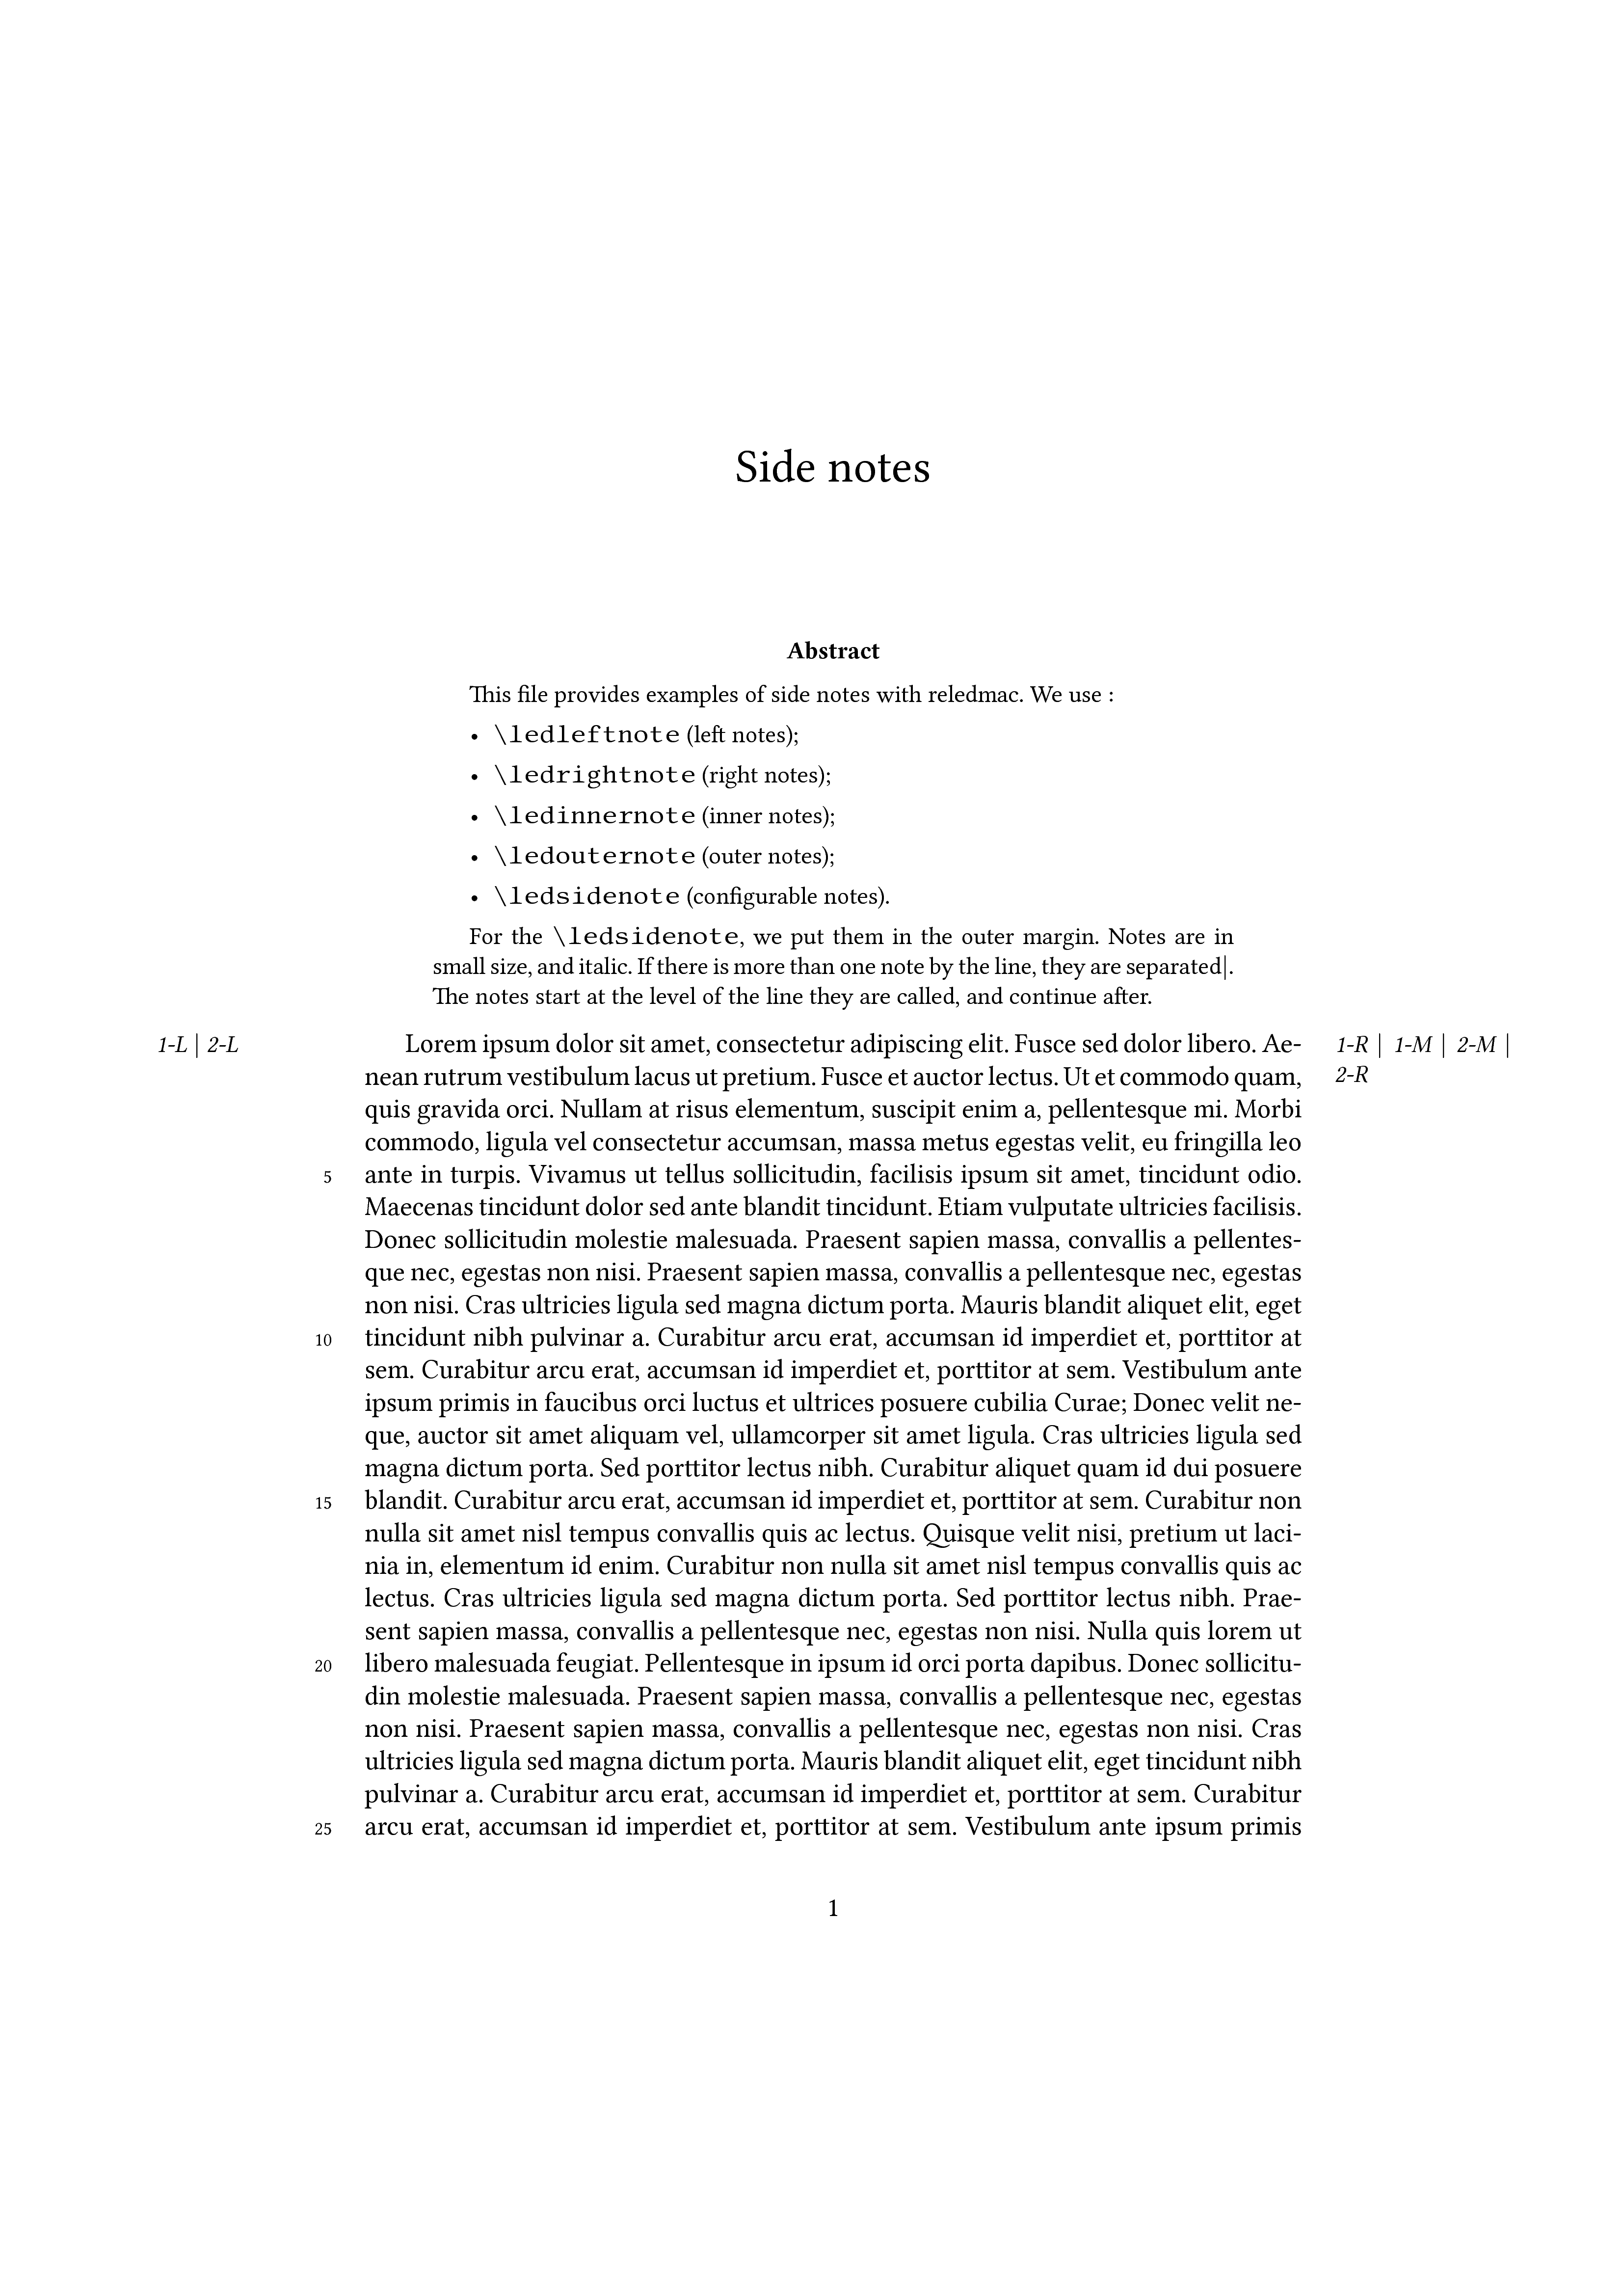 Side notes
Abstract
This file provides examples of side notes with reledmac. We use :
• \ledleftnote (left notes);
• \ledrightnote (right notes);
• \ledinnernote (inner notes);
• \ledouternote (outer notes);
• \ledsidenote (configurable notes).
For the \ledsidenote, we put them in the outer margin. Notes are in
small size, and italic. If there is more than one note by the line, they are separated|.
The notes start at the level of the line they are called, and continue after.
1-L | 2-L
Lorem ipsum dolor sit amet, consectetur adipiscing elit. Fusce sed dolor libero. Ae-
1-R | 1-M | 2-M |
2-R
nean rutrum vestibulum lacus ut pretium. Fusce et auctor lectus. Ut et commodo quam,
quis gravida orci. Nullam at risus elementum, suscipit enim a, pellentesque mi. Morbi
commodo, ligula vel consectetur accumsan, massa metus egestas velit, eu fringilla leo
5 ante in turpis. Vivamus ut tellus sollicitudin, facilisis ipsum sit amet, tincidunt odio.
Maecenas tincidunt dolor sed ante blandit tincidunt. Etiam vulputate ultricies facilisis.
Donec sollicitudin molestie malesuada. Praesent sapien massa, convallis a pellentes-
que nec, egestas non nisi. Praesent sapien massa, convallis a pellentesque nec, egestas
non nisi. Cras ultricies ligula sed magna dictum porta. Mauris blandit aliquet elit, eget
10 tincidunt nibh pulvinar a. Curabitur arcu erat, accumsan id imperdiet et, porttitor at
sem. Curabitur arcu erat, accumsan id imperdiet et, porttitor at sem. Vestibulum ante
ipsum primis in faucibus orci luctus et ultrices posuere cubilia Curae; Donec velit ne-
que, auctor sit amet aliquam vel, ullamcorper sit amet ligula. Cras ultricies ligula sed
magna dictum porta. Sed porttitor lectus nibh. Curabitur aliquet quam id dui posuere
15 blandit. Curabitur arcu erat, accumsan id imperdiet et, porttitor at sem. Curabitur non
nulla sit amet nisl tempus convallis quis ac lectus. Quisque velit nisi, pretium ut laci-
nia in, elementum id enim. Curabitur non nulla sit amet nisl tempus convallis quis ac
lectus. Cras ultricies ligula sed magna dictum porta. Sed porttitor lectus nibh. Prae-
sent sapien massa, convallis a pellentesque nec, egestas non nisi. Nulla quis lorem ut
20 libero malesuada feugiat. Pellentesque in ipsum id orci porta dapibus. Donec sollicitu-
din molestie malesuada. Praesent sapien massa, convallis a pellentesque nec, egestas
non nisi. Praesent sapien massa, convallis a pellentesque nec, egestas non nisi. Cras
ultricies ligula sed magna dictum porta. Mauris blandit aliquet elit, eget tincidunt nibh
pulvinar a. Curabitur arcu erat, accumsan id imperdiet et, porttitor at sem. Curabitur
25 arcu erat, accumsan id imperdiet et, porttitor at sem. Vestibulum ante ipsum primis
1